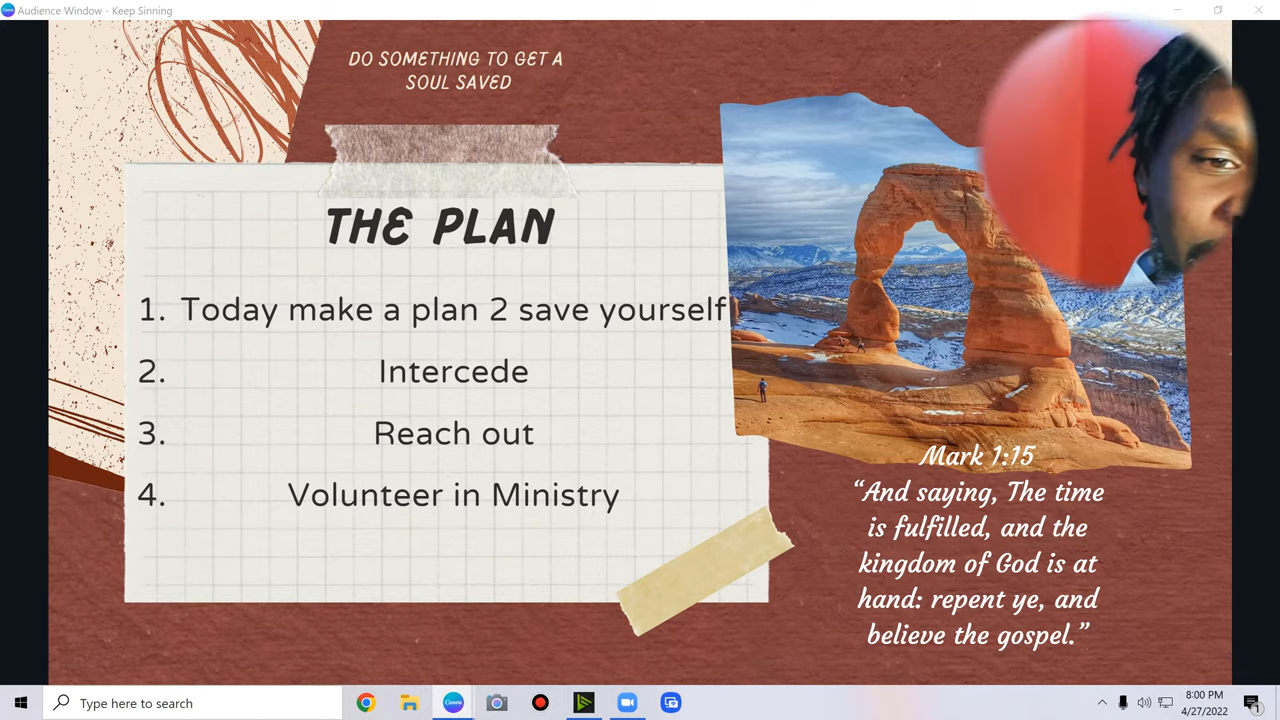 Audience Window - Keep Sinning
DO SOMETHING TO GET A
SOUL SAVED
THE PLAN
1. Today make a plan 2 save yourself
2. Intercede
3. Reach out
4. Volunteer in Ministry
Mark 1:15
“And saying, The time
is fulfilled, and the
kingdom of God is at
hand: repent ye, and
believe the gospel.”
Type here to search
8:00 PM
4/27/2022